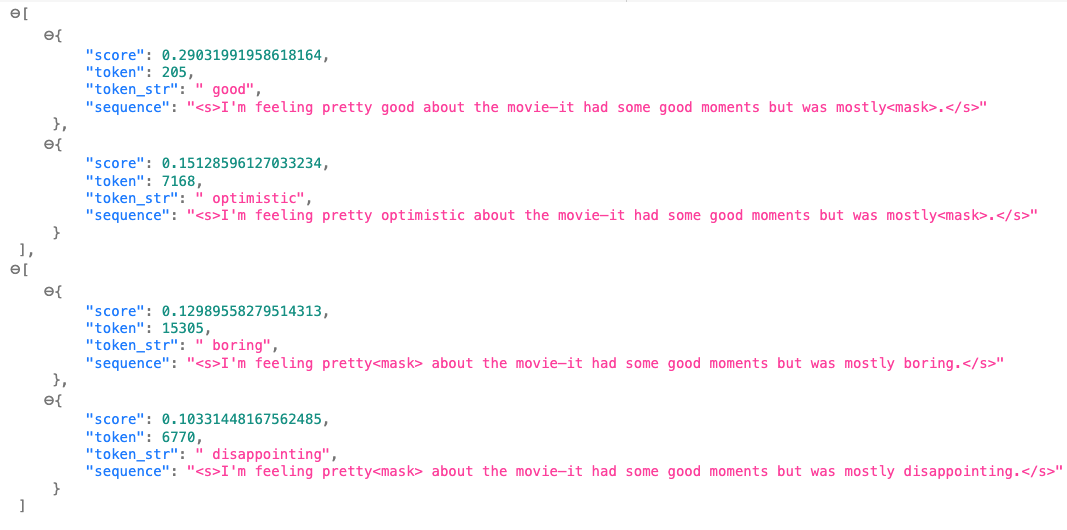 ⊖[
⊖{
"score": 0.29031991958618164,
"token": 205,
"token_str": " good",
"sequence": "<s>I'm feeling pretty good about the movie—it had some good moments but was mostly<mask>.</s>"
},
⊖{
"score": 0.15128596127033234,
"token": 7168,
"token_str": " optimistic",
"sequence": "<s>I'm feeling pretty optimistic about the movie—it had some good moments but was mostly<mask>.</s>"
}
],
⊖[
⊖{
"score": 0.12989558279514313,
"token": 15305,
"token_str": " boring",
"sequence": "<s>I'm feeling pretty<mask> about the movie—it had some good moments but was mostly boring.</s>"
},
⊖{
"score": 0.10331448167562485,
"token": 6770,
"token_str": " disappointing",
"sequence": "<s>I'm feeling pretty<mask> about the movie—it had some good moments but was mostly disappointing.</s>"
}
]